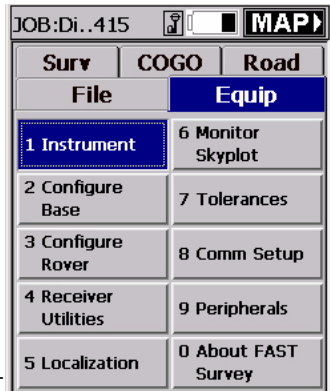 JOB:Di..415 MAP
Surv COGO Road
File Equip
1 Instrument
6 Monitor
Skyplot
2 Configure
Base
7 Tolerances
3 Configure
Rover
8 Comm Setup
4 Receiver
Utilities
9 Peripherals
5 Localization
0 About FAST
Survey